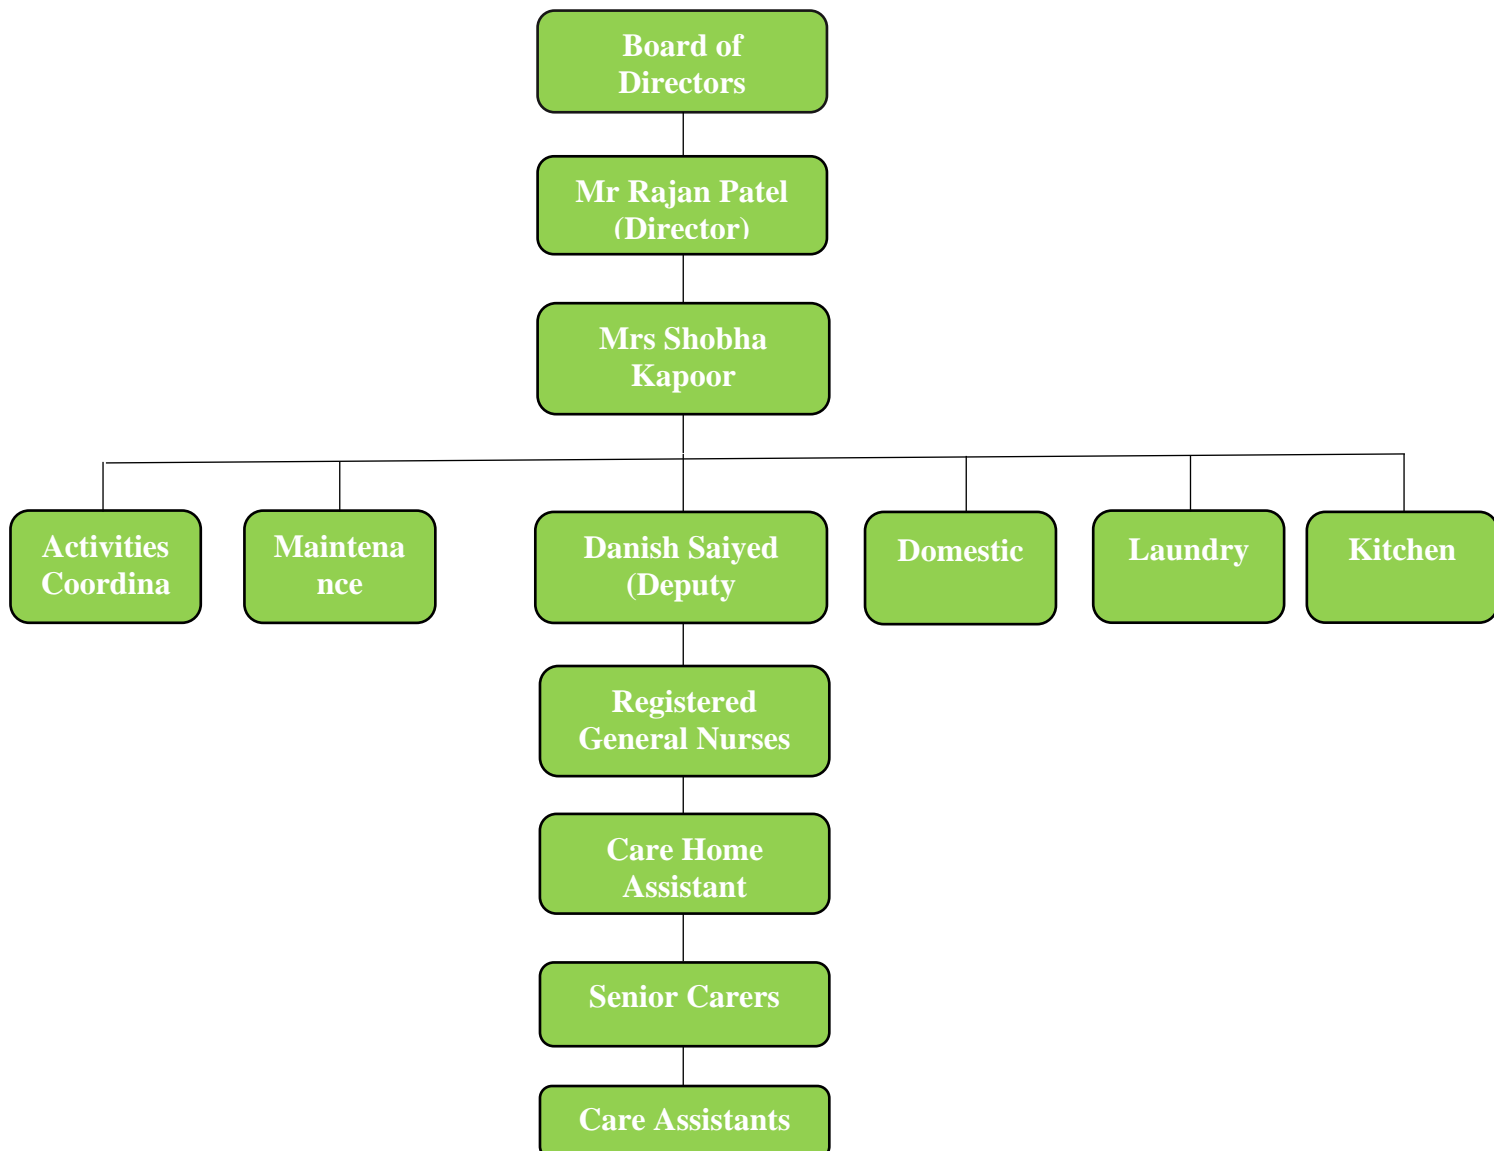 Board of
Directors
Mr Rajan Patel
(Director)
Mrs Shobha
Kapoor
Activities
Coordina
Maintena
nce
Danish Saiyed
(Deputy
Domestic
Laundry
Kitchen
Registered
General Nurses
Care Home
Assistant
Senior Carers
Care Assistants